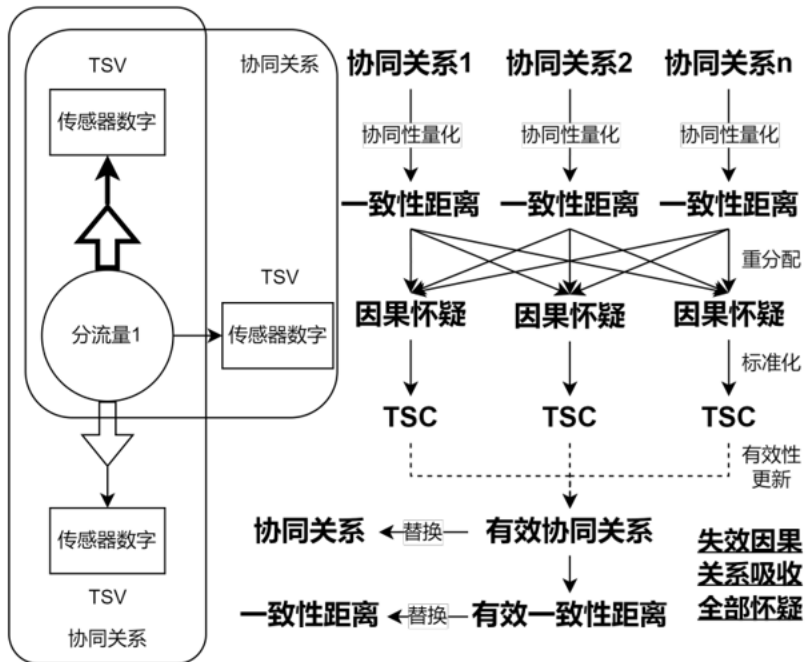 TSV
协同关系
传感器数字
TSV
分流量1
传感器数字
传感器数字
TSV
协同关系
协同关系1
协同关系2
协同关系n
协同性量化
协同性量化
协同性量化
一致性距离
一致性距离
一致性距离
重分配
因果怀疑
因果怀疑
因果怀疑
标准化
TSC
TSC
TSC
有效性
更新
协同关系
替换
有效协同关系
一致性距离
替换
有效一致性距离
失效因果
关系吸收
全部怀疑